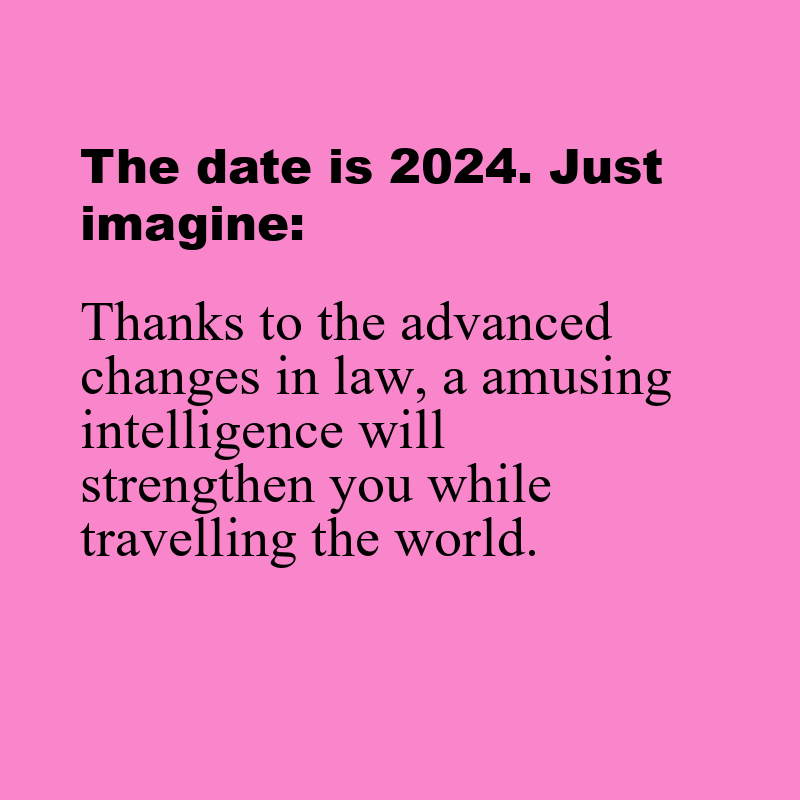 The date is 2024. Just
imagine:
Thanks to the advanced
changes in law, a amusing
intelligence will
strengthen you while
travelling the world.